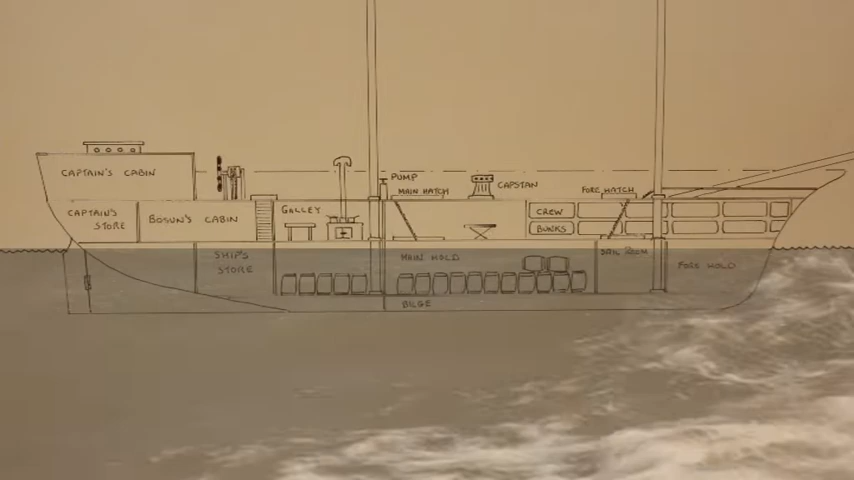 CAPTAIN'S CABIN
PUMP
MAIN HATCH
CAPSTAN
FORE HATCH
CAPTAIN'S
STORE
BOSUN'S CABIN
GALLEY
CREW
BUNKS
SHIP'S
STORE
MAIN HOLD
SAIL ROOM
FORE HOLD
BILGE